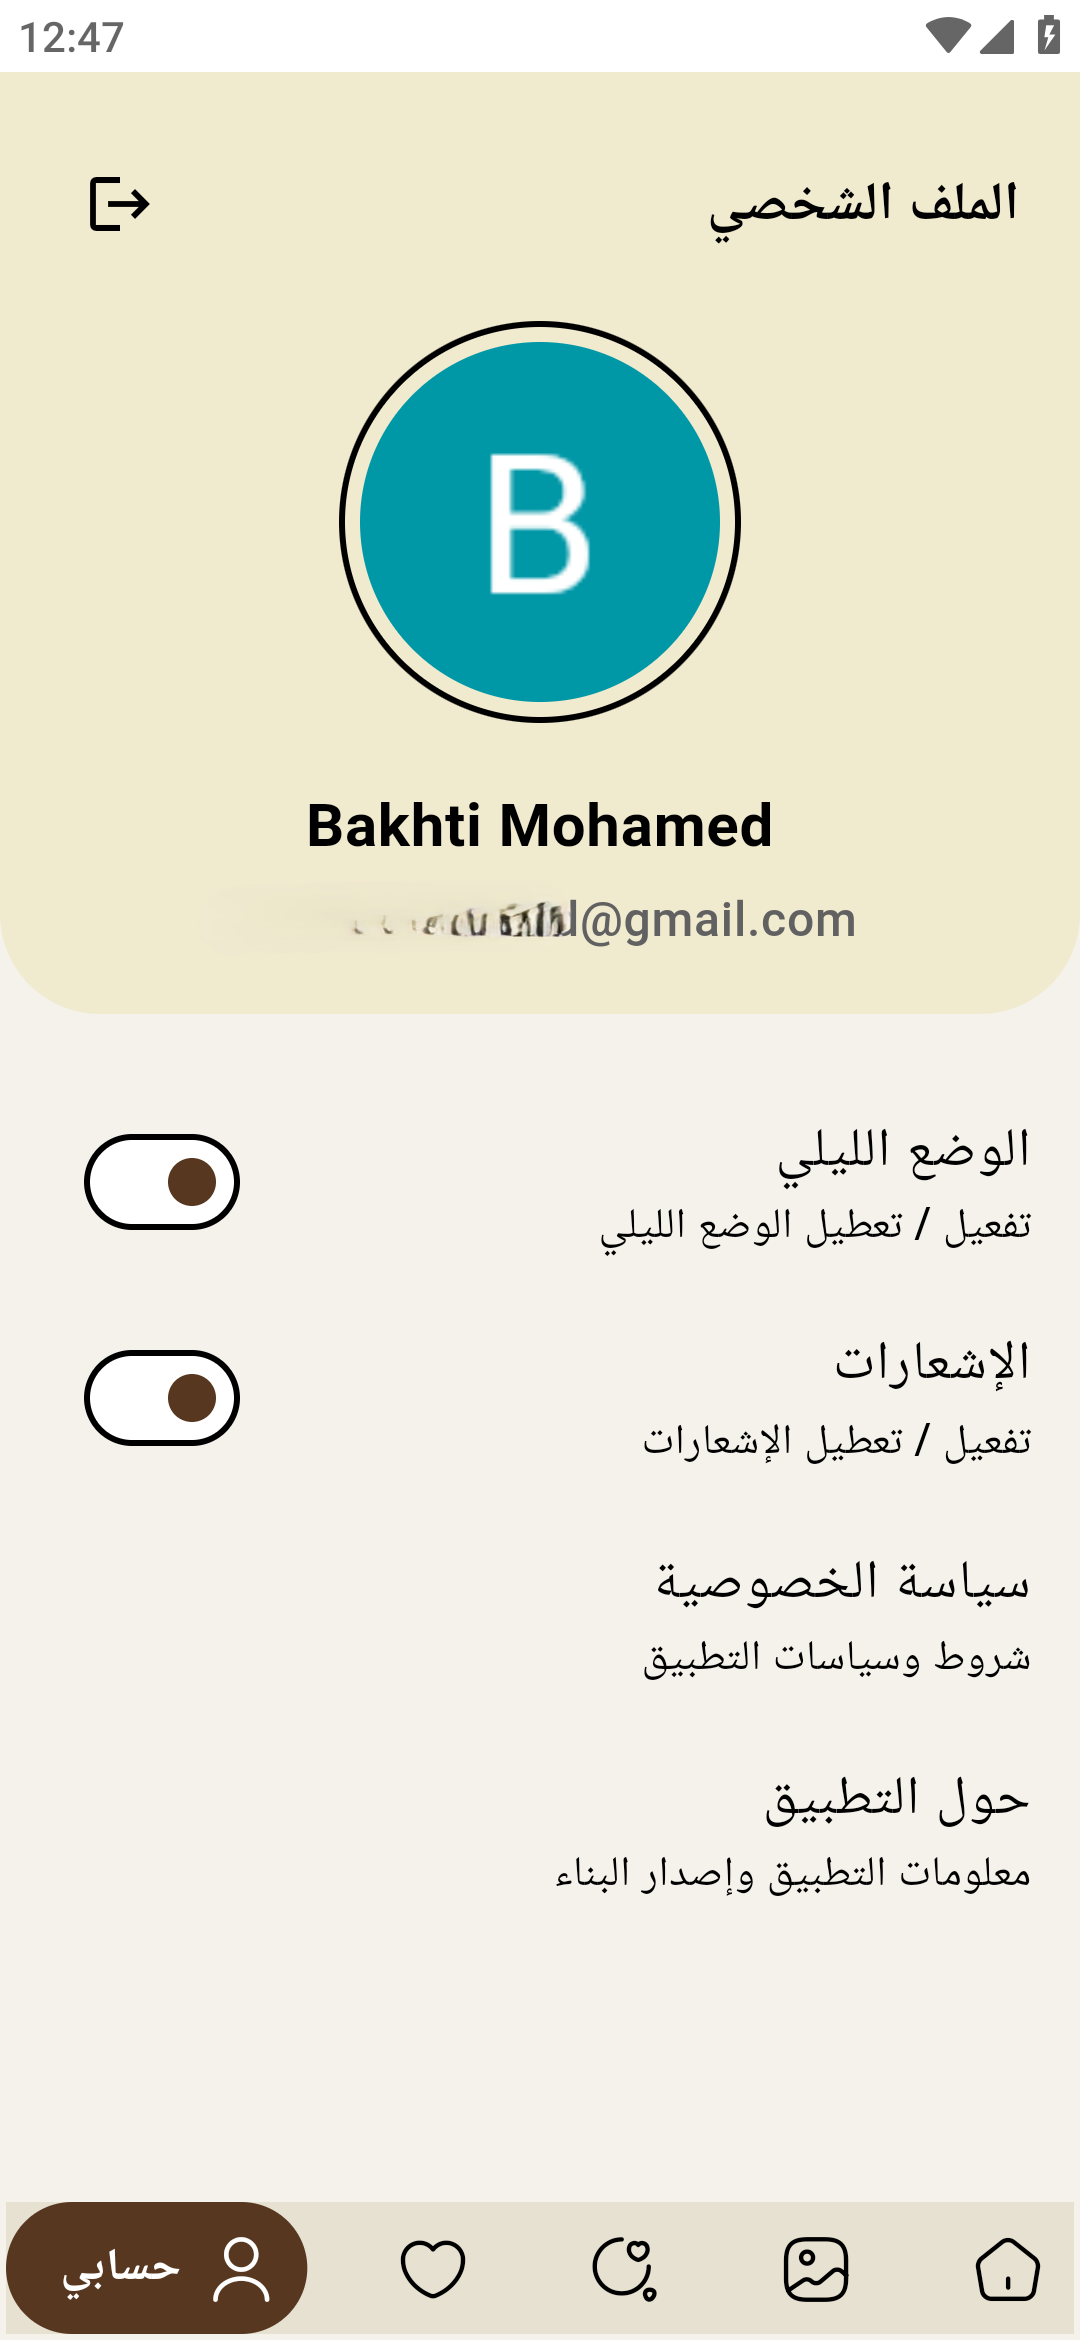 12:47
الملف الشخصي
B
Bakhti Mohamed
d@gmail.com
الوضع الليلي
تفعيل / تعطيل الوضع الليلي
الإشعارات
تفعيل / تعطيل الإشعارات
سياسة الخصوصية
شروط وسياسات التطبيق
حول التطبيق
معلومات التطبيق وإصدار البناء
حسابي